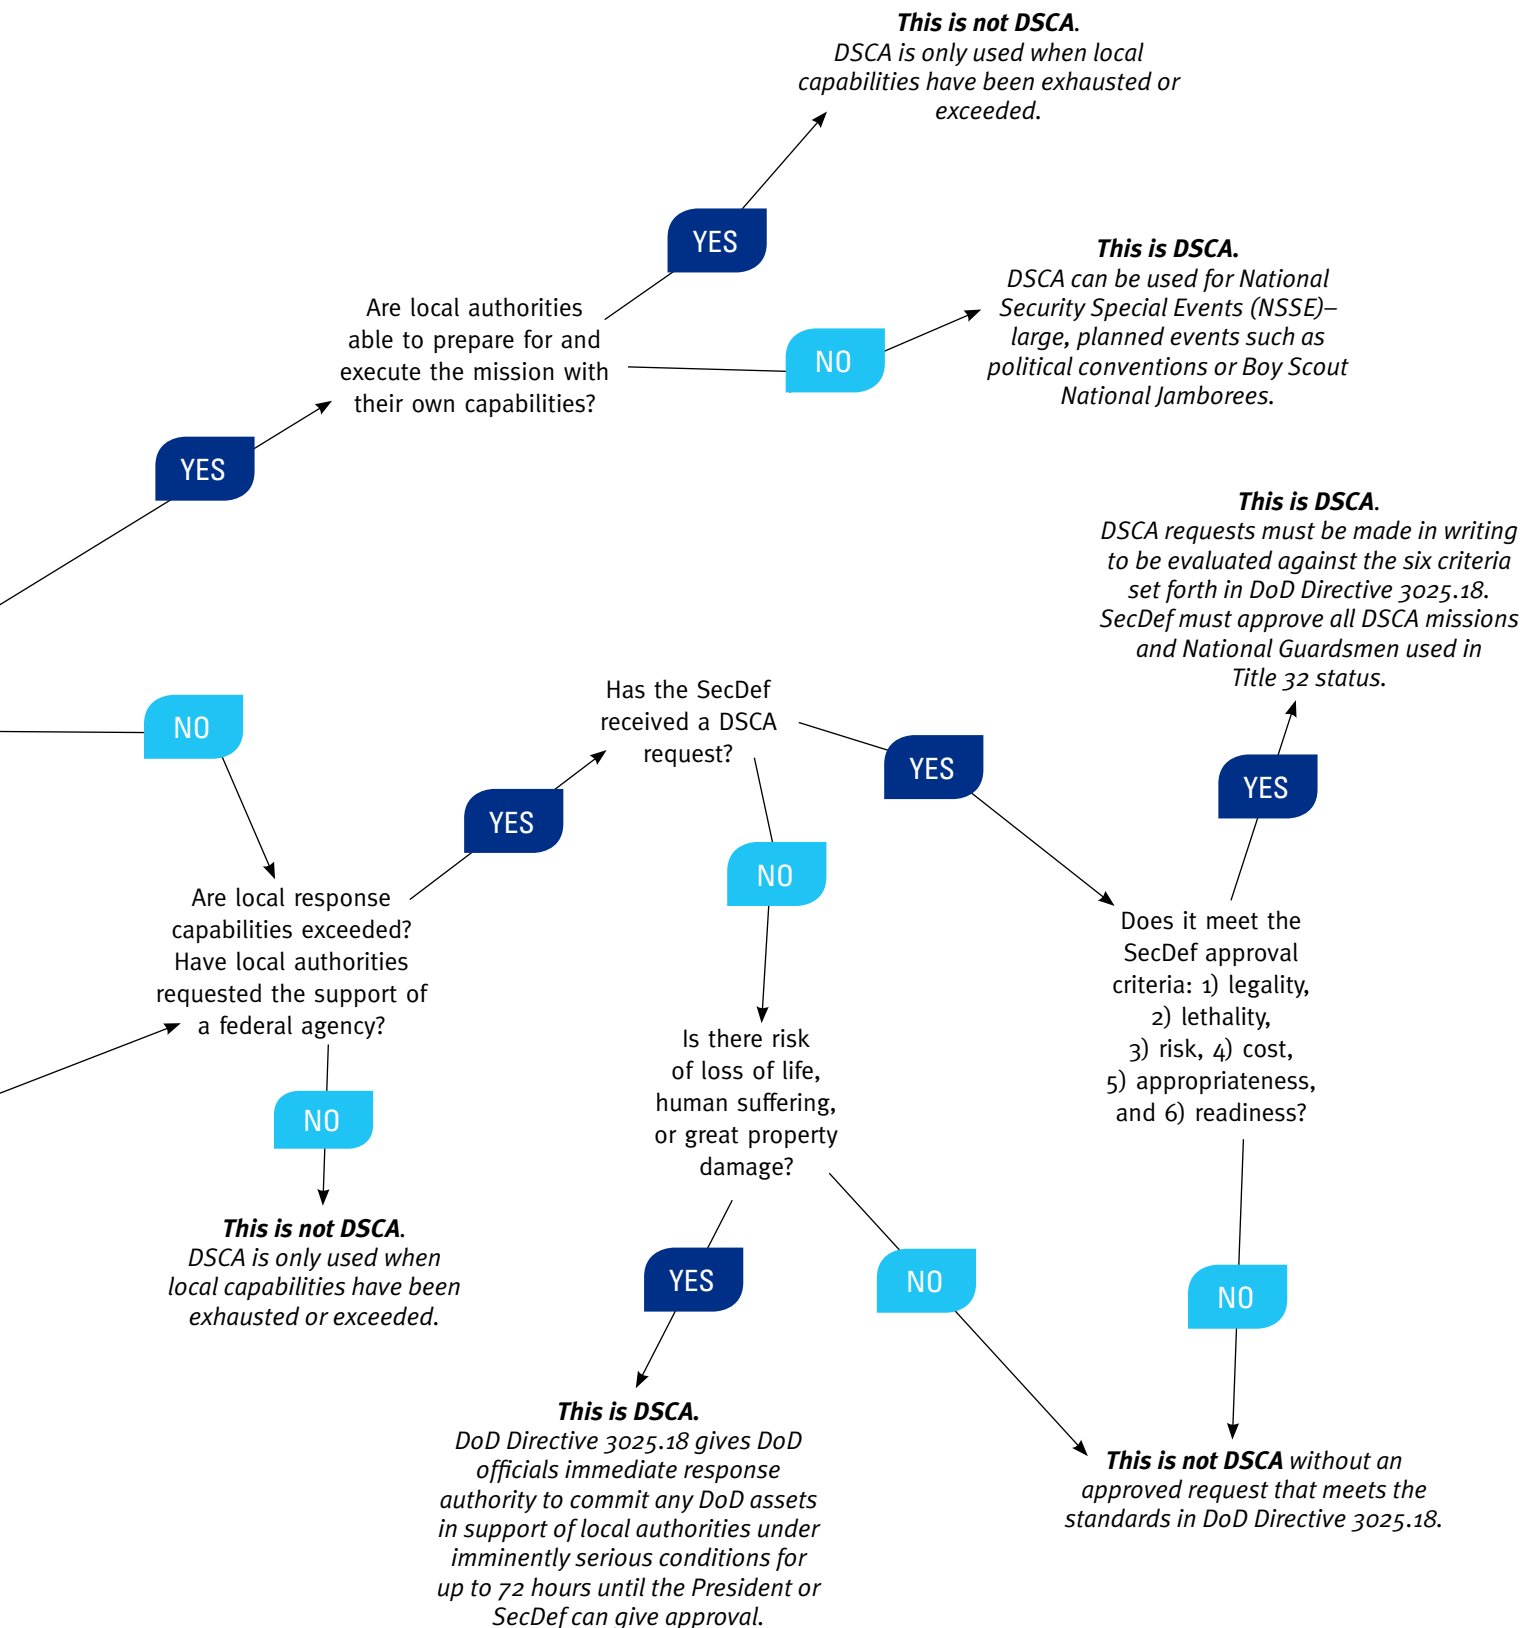 This is not DSCA.
DSCA is only used when local
capabilities have been exhausted or
exceeded.
YES
This is DSCA.
DSCA can be used for National
Security Special Events (NSSE)–
large, planned events such as
political conventions or Boy Scout
National Jamborees.
Are local authorities
able to prepare for and
execute the mission with
their own capabilities?
NO
YES
This is DSCA.
DSCA requests must be made in writing
to be evaluated against the six criteria
set forth in DoD Directive 3025.18.
SecDef must approve all DSCA missions
and National Guardsmen used in
Title 32 status.
NO
Has the SecDef
received a DSCA
request?
YES
YES
YES
NO
Are local response
capabilities exceeded?
Have local authorities
requested the support of
a federal agency?
Does it meet the
SecDef approval
criteria: 1) legality,
2) lethality,
3) risk, 4) cost,
5) appropriateness,
and 6) readiness?
Is there risk
of loss of life,
human suffering,
or great property
damage?
NO
This is not DSCA.
DSCA is only used when
local capabilities have been
exhausted or exceeded.
YES
NO
NO
This is DSCA.
DoD Directive 3025.18 gives DoD
officials immediate response
authority to commit any DoD assets
in support of local authorities under
imminently serious conditions for
up to 72 hours until the President or
SecDef can give approval.
This is not DSCA without an
approved request that meets the
standards in DoD Directive 3025.18.